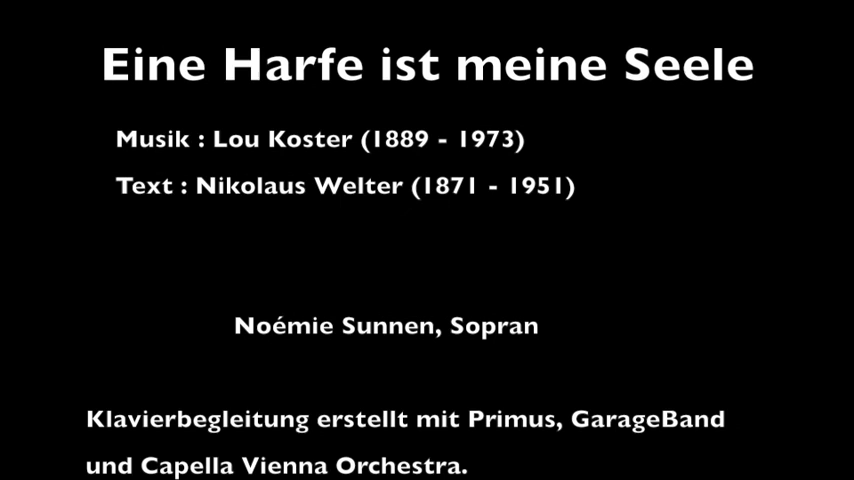 Eine Harfe ist meine Seele
Musik : Lou Koster (1889 - 1973)
Text : Nikolaus Welter (1871 - 1951)
Noémie Sunnen, Sopran
Klavierbegleitung erstellt mit Primus, GarageBand
und Capella Vienna Orchestra.